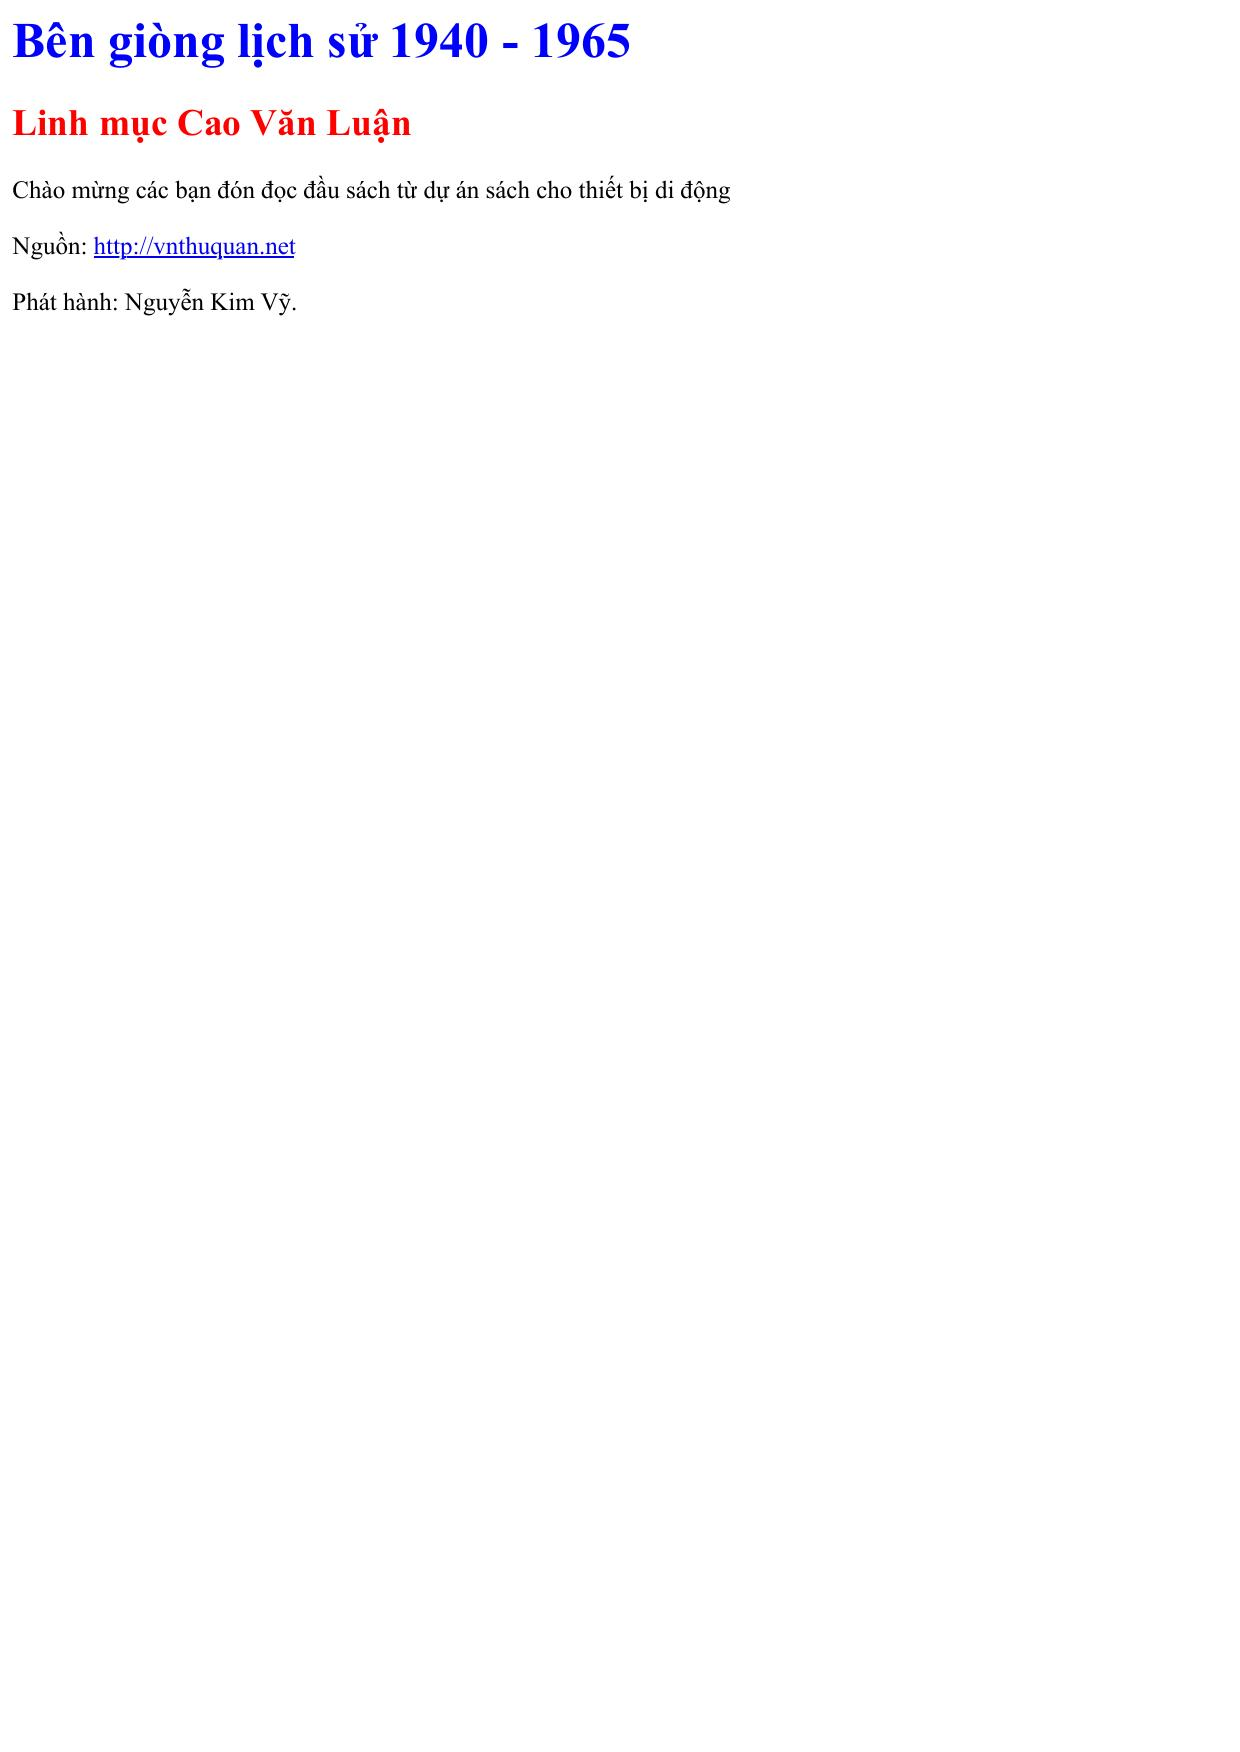 Bên giòng lịch sử 1940 - 1965
Linh mục Cao Văn Luận
Chào mừng các bạn đón đọc đầu sách từ dự án sách cho thiết bị di động
Nguồn: http://vnthuquan.net
Phát hành: Nguyễn Kim Vỹ.